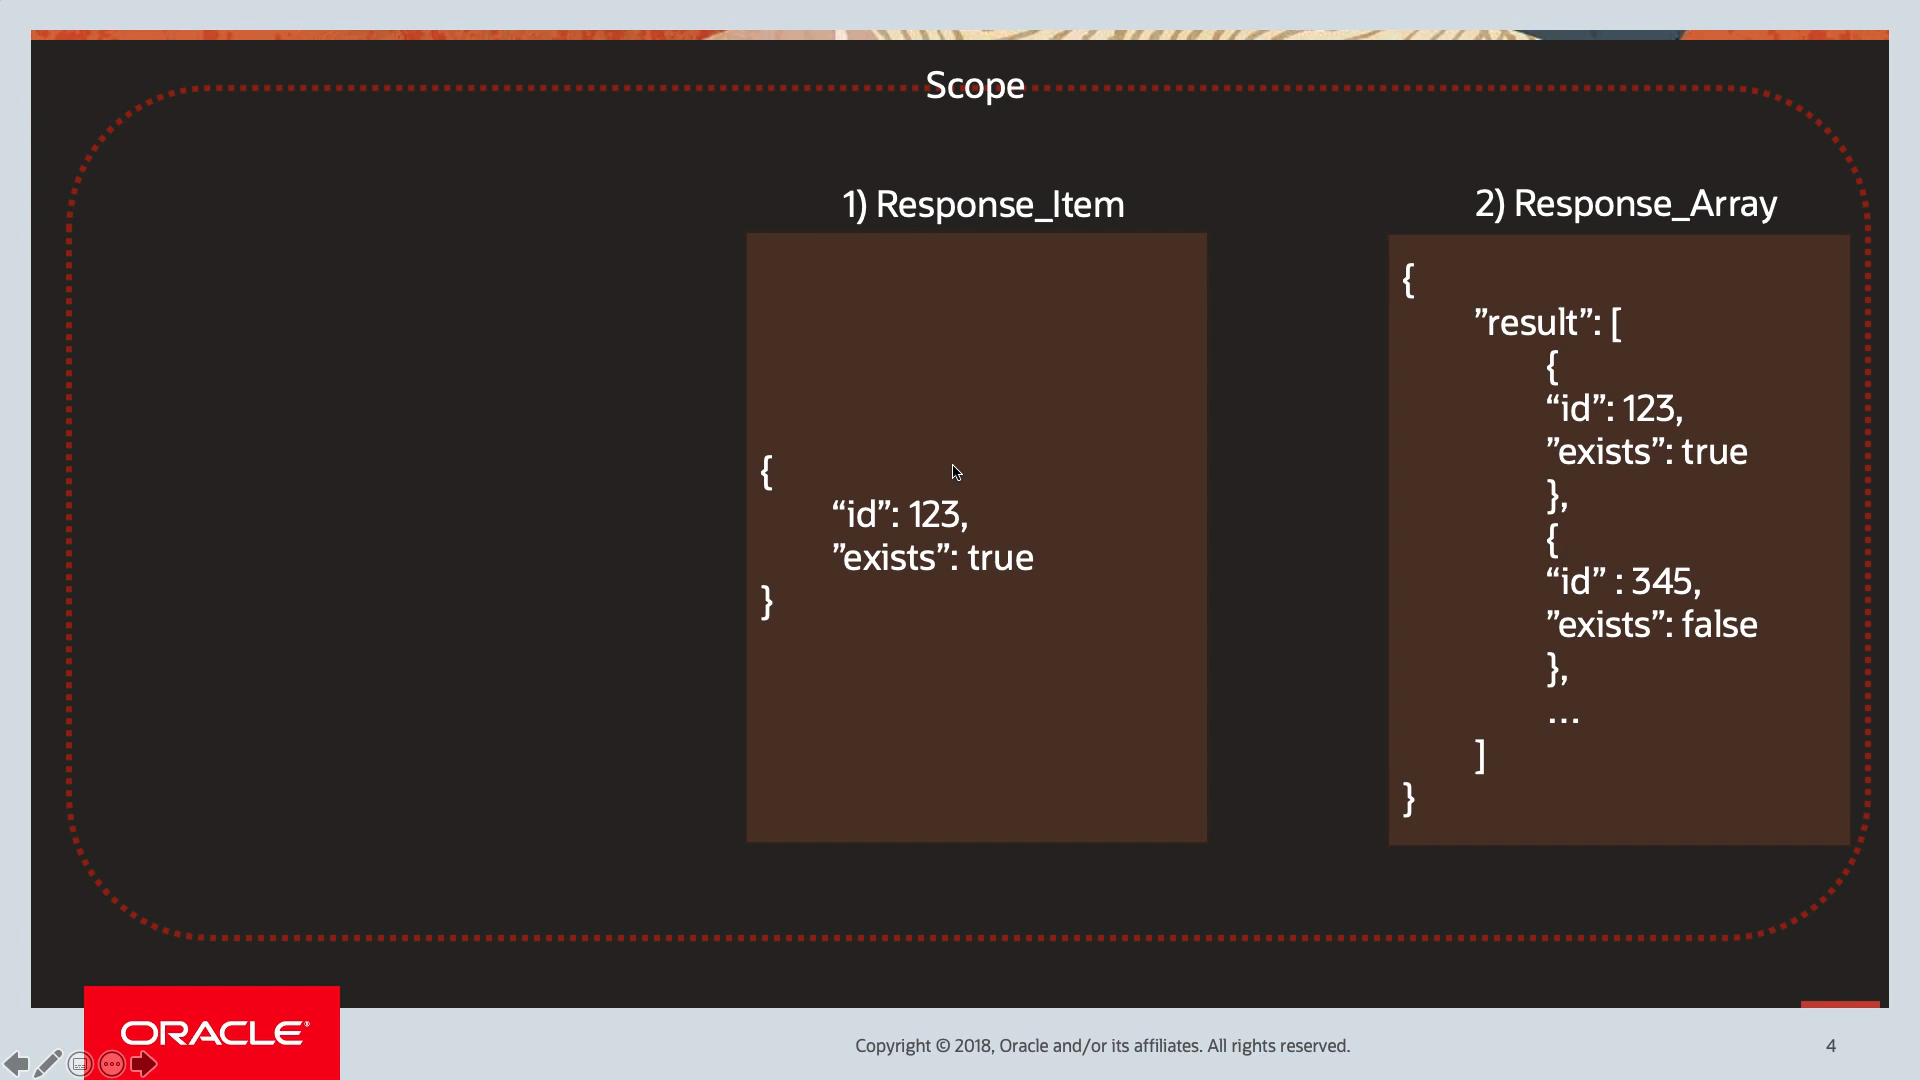 Scope
1) Response_Item
{
“id”: 123,
”exists”: true
}
2) Response_Array
{
”result”: [
{
“id”: 123,
”exists”: true
},
{
“id” : 345,
”exists”: false
},
...
]
}
ORACLE®
Copyright © 2018, Oracle and/or its affiliates. All rights reserved.
4